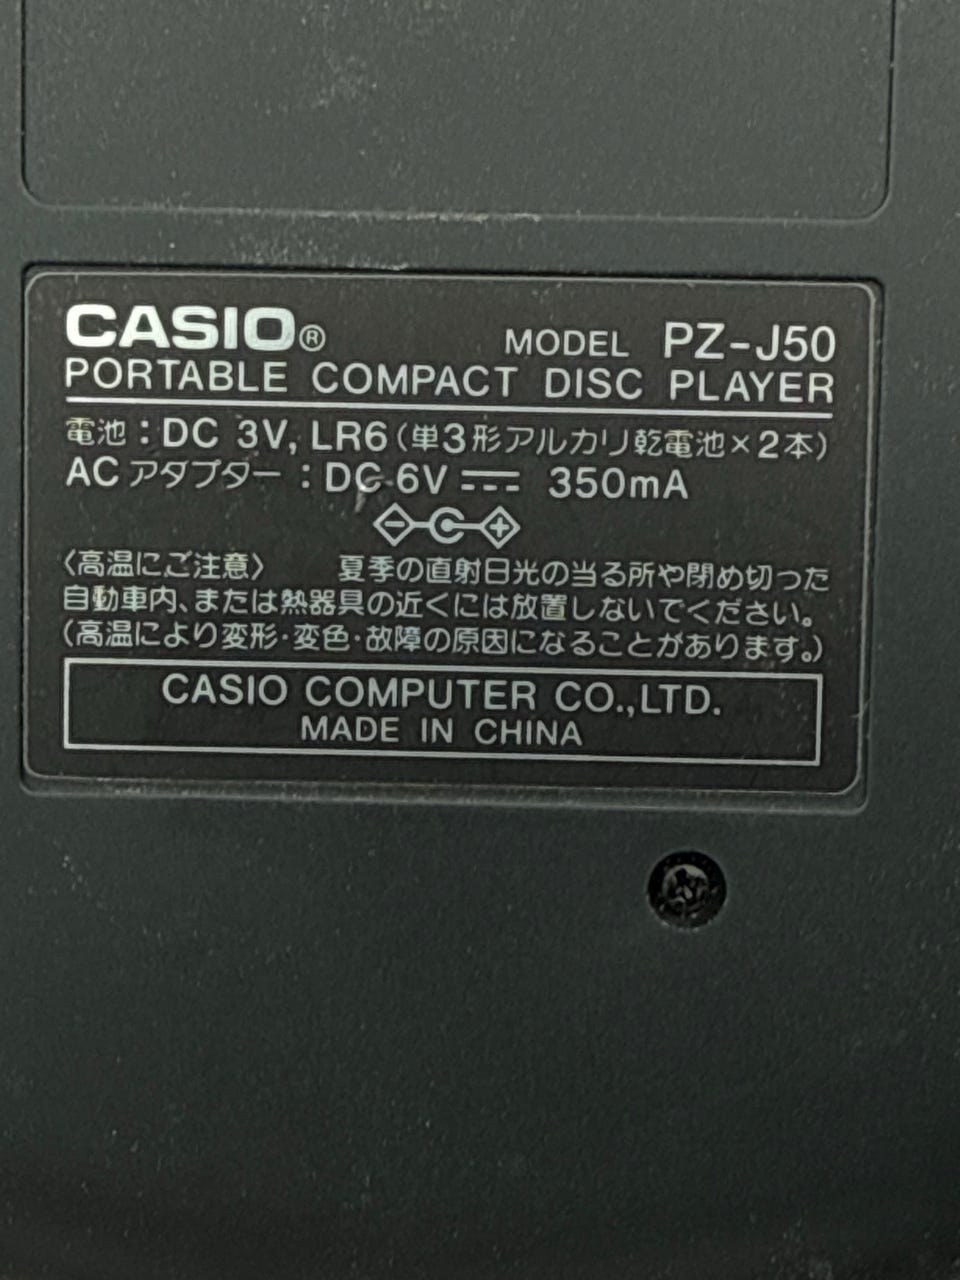 CASIO® MODEL PZ-J50
PORTABLE COMPACT DISC PLAYER
電池：DC 3V, LR6（単3形アルカリ乾電池×2本）
ACアダプター：DC 6V ⎓ 350mA
〈高温にご注意〉 夏季の直射日光の当る所や閉め切った
自動車内、または熱器具の近くには放置しないでください。
（高温により変形・変色・故障の原因になることがあります。）
CASIO COMPUTER CO.,LTD.
MADE IN CHINA